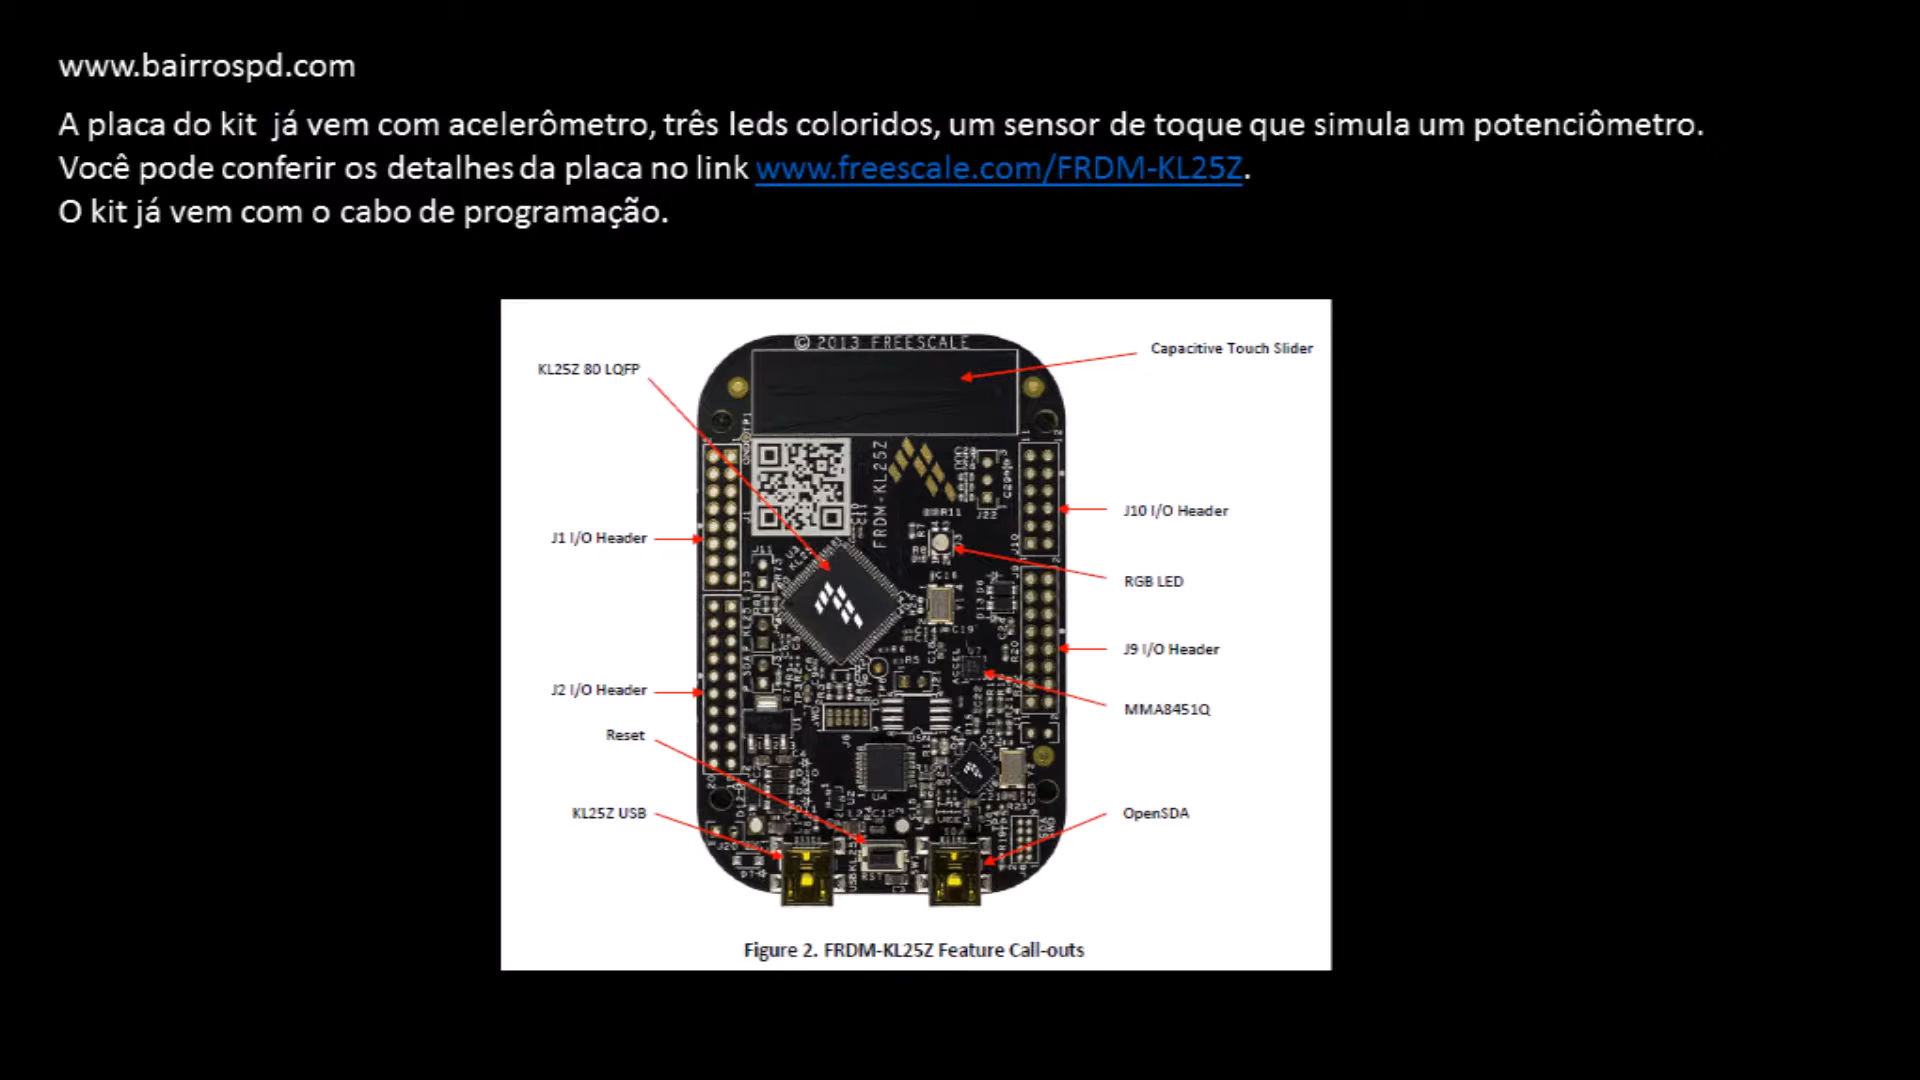 www.bairrospd.com
A placa do kit já vem com acelerômetro, três leds coloridos, um sensor de toque que simula um potenciômetro.
Você pode conferir os detalhes da placa no link www.freescale.com/FRDM-KL25Z.
O kit já vem com o cabo de programação.
© 2013 FREESCALE
Capacitive Touch Slider
KL25Z 80 LQFP
FRDM-KL25Z
J22
J10 I/O Header
J1 I/O Header
RGB LED
J9 I/O Header
J2 I/O Header
MMA8451Q
Reset
KL25Z USB
OpenSDA
Figure 2. FRDM-KL25Z Feature Call-outs